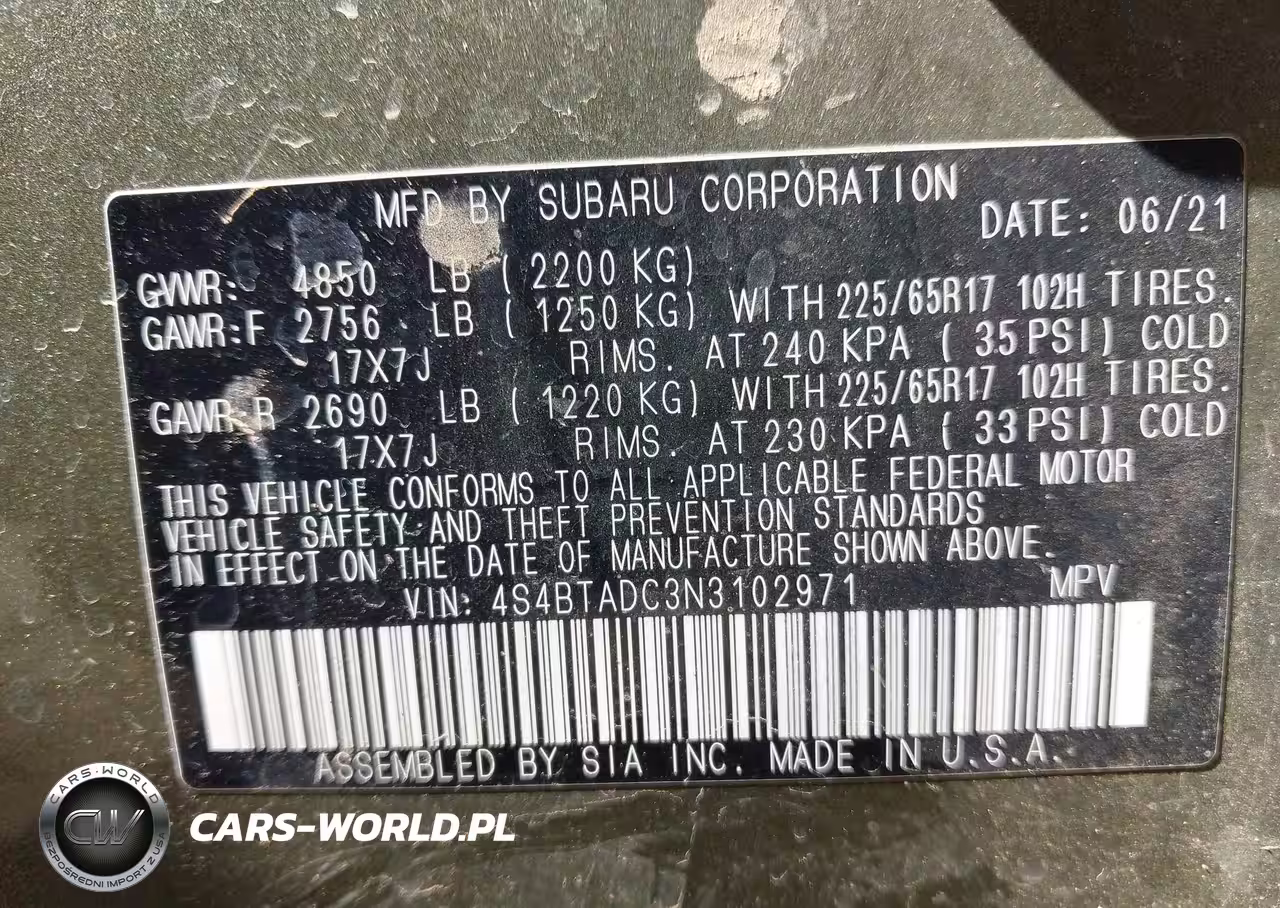 MFD BY SUBARU CORPORATION
DATE: 06/21
GVWR: 4850 LB ( 2200 KG)
GAWR:F 2756 LB ( 1250 KG) WITH 225/65R17 102H TIRES.
17X7J RIMS. AT 240 KPA ( 35 PSI) COLD
GAWR:R 2690 LB ( 1220 KG) WITH 225/65R17 102H TIRES.
17X7J RIMS. AT 230 KPA ( 33 PSI) COLD
THIS VEHICLE CONFORMS TO ALL APPLICABLE FEDERAL MOTOR
VEHICLE SAFETY AND THEFT PREVENTION STANDARDS
IN EFFECT ON THE DATE OF MANUFACTURE SHOWN ABOVE.
VIN: 4S4BTADC3N3102971 MPV
ASSEMBLED BY SIA INC. MADE IN U.S.A.
CARS-WORLD
CW
BEZPOŚREDNI IMPORT Z USA
CARS-WORLD.PL